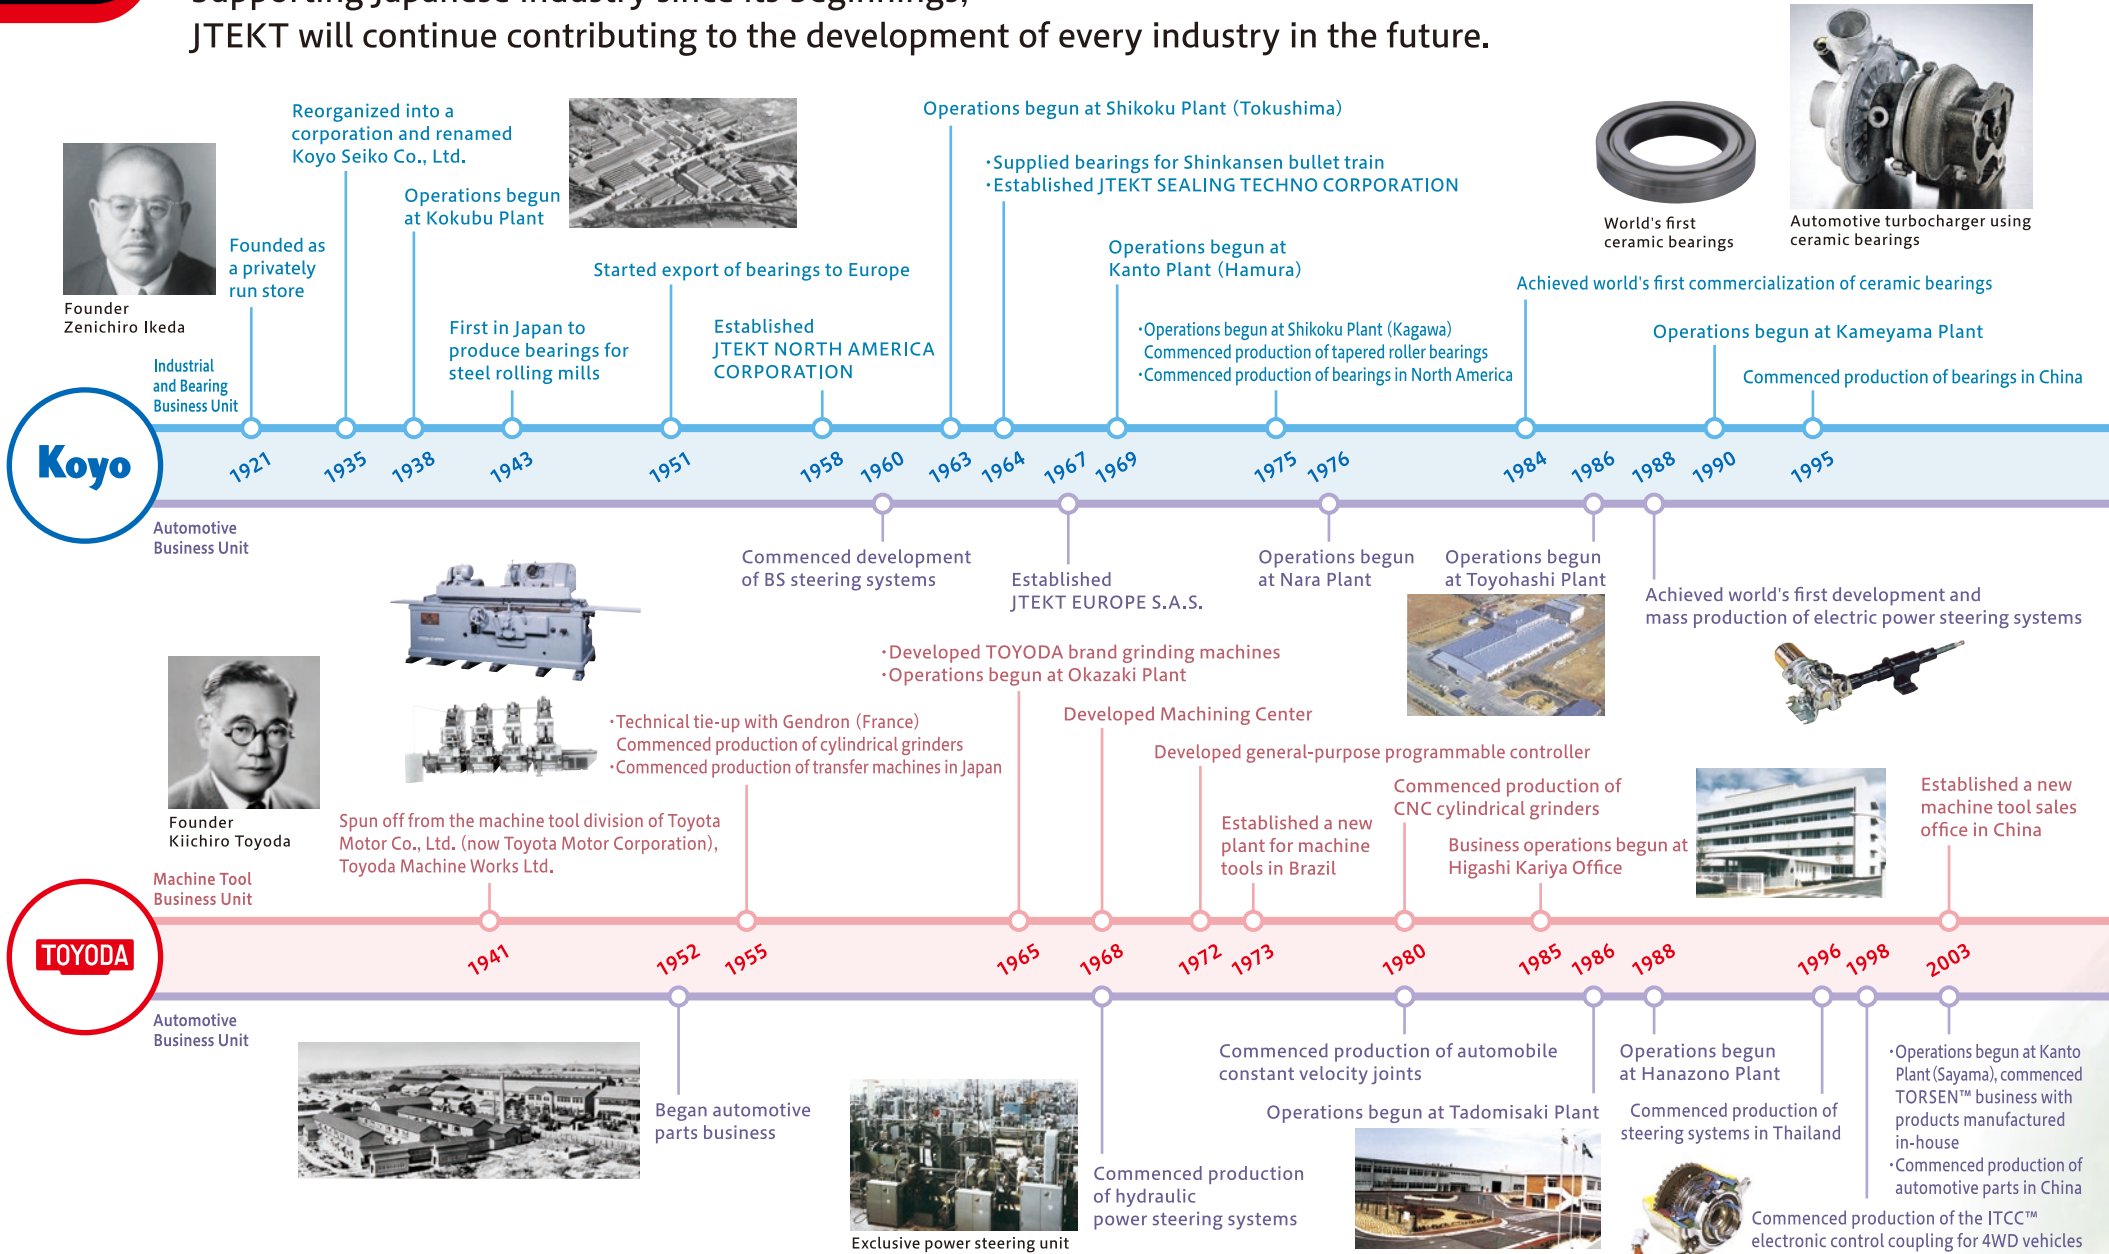 Supporting Japanese industry since its beginnings,
JTEKT will continue contributing to the development of every industry in the future.
Founder
Zenichiro Ikeda
Founded as
a privately
run store
Reorganized into a
corporation and renamed
Koyo Seiko Co., Ltd.
Operations begun
at Kokubu Plant
First in Japan to
produce bearings for
steel rolling mills
Started export of bearings to Europe
Established
JTEKT NORTH AMERICA
CORPORATION
Operations begun at Shikoku Plant (Tokushima)
・Supplied bearings for Shinkansen bullet train
・Established JTEKT SEALING TECHNO CORPORATION
Operations begun at
Kanto Plant (Hamura)
・Operations begun at Shikoku Plant (Kagawa)
Commenced production of tapered roller bearings
・Commenced production of bearings in North America
World's first
ceramic bearings
Automotive turbocharger using
ceramic bearings
Achieved world's first commercialization of ceramic bearings
Operations begun at Kameyama Plant
Commenced production of bearings in China
Industrial
and Bearing
Business Unit
Koyo
1921
1935
1938
1943
1951
1958
1960
1963
1964
1967
1969
1975
1976
1984
1986
1988
1990
1995
Automotive
Business Unit
Commenced development
of BS steering systems
Established
JTEKT EUROPE S.A.S.
Operations begun
at Nara Plant
Operations begun
at Toyohashi Plant
Achieved world's first development and
mass production of electric power steering systems
Founder
Kiichiro Toyoda
Spun off from the machine tool division of Toyota
Motor Co., Ltd. (now Toyota Motor Corporation),
Toyoda Machine Works Ltd.
・Technical tie-up with Gendron (France)
Commenced production of cylindrical grinders
・Commenced production of transfer machines in Japan
・Developed TOYODA brand grinding machines
・Operations begun at Okazaki Plant
Developed Machining Center
Developed general-purpose programmable controller
Established a new
plant for machine
tools in Brazil
Commenced production of
CNC cylindrical grinders
Business operations begun at
Higashi Kariya Office
Established a new
machine tool sales
office in China
Machine Tool
Business Unit
TOYODA
1941
1952
1955
1965
1968
1972
1973
1980
1985
1986
1988
1996
1998
2003
Automotive
Business Unit
Began automotive
parts business
Exclusive power steering unit
Commenced production
of hydraulic
power steering systems
Commenced production of automobile
constant velocity joints
Operations begun at Tadomisaki Plant
Operations begun
at Hanazono Plant
Commenced production of
steering systems in Thailand
Commenced production of the ITCC™
electronic control coupling for 4WD vehicles
・Operations begun at Kanto
Plant (Sayama), commenced
TORSEN™ business with
products manufactured
in-house
・Commenced production of
automotive parts in China